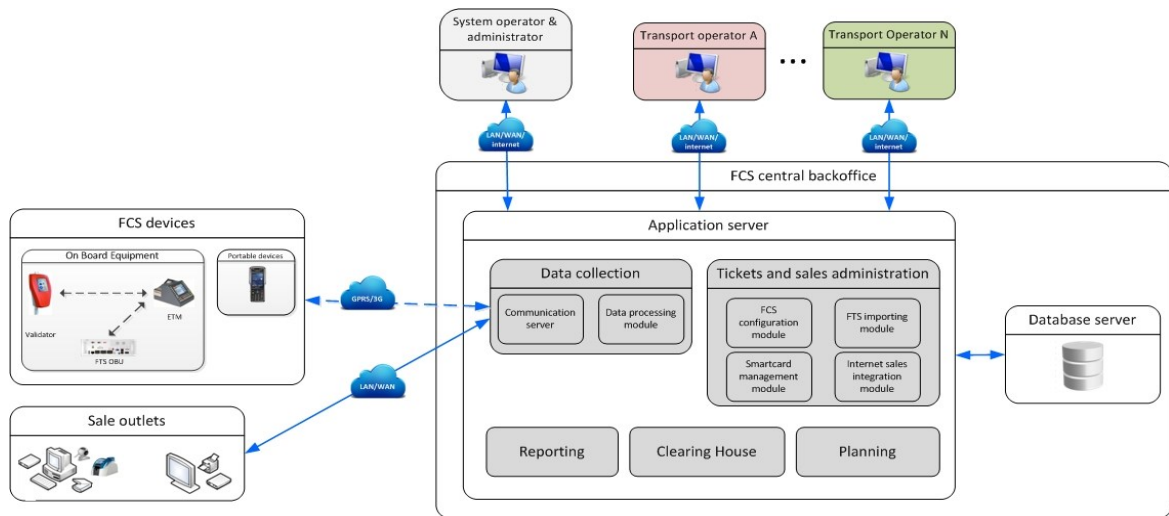 System operator &
administrator
Transport operator A
...
Transport Operator N
LAN/WAN/
internet
LAN/WAN/
internet
LAN/WAN/
internet
FCS central backoffice
FCS devices
On Board Equipment
Portable devices
Validator
ETM
FTS OBU
GPRS/3G
LAN/WAN
Sale outlets
Application server
Data collection
Communication
server
Data processing
module
Tickets and sales administration
FCS
configuration
module
FTS importing
module
Smartcard
management
module
Internet sales
integration
module
Reporting
Clearing House
Planning
Database server